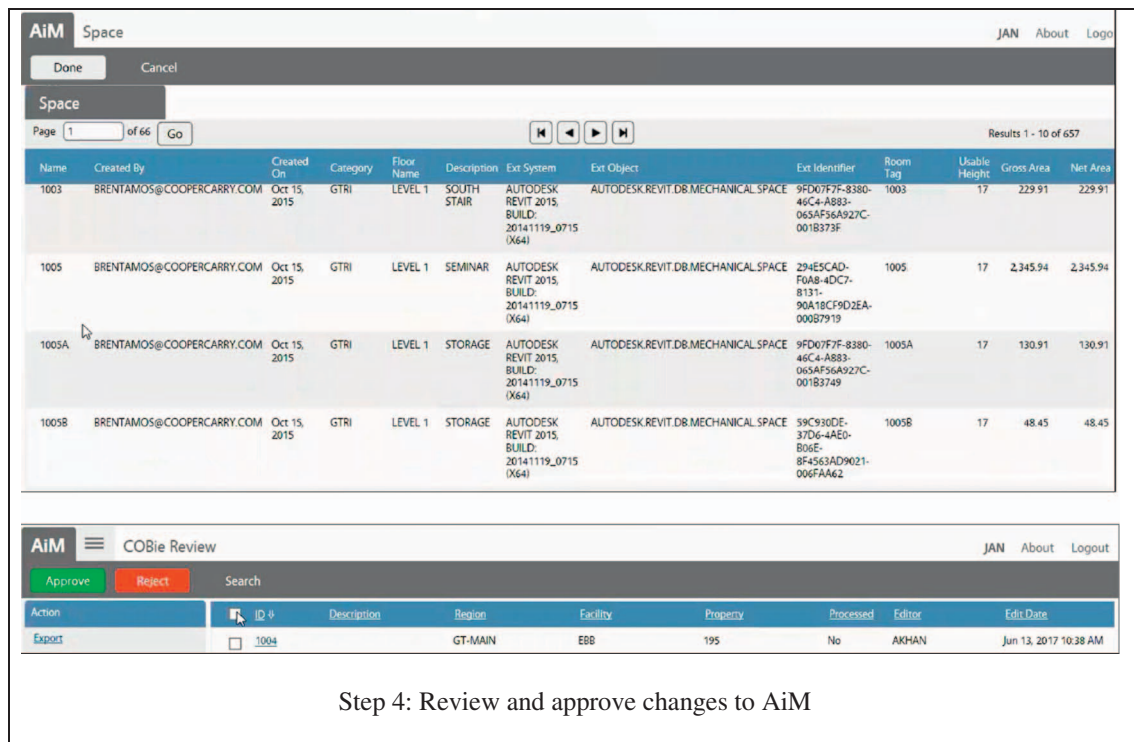 AiM Space JAN About Logo
Done Cancel
Space
Page 1 of 66 Go Results 1 - 10 of 657
Name Created By Created On Category Floor Name Description Ext System Ext Object Ext Identifier Room Tag Usable Height Gross Area Net Area
1003 BRENTAMOS@COOPERCARRY.COM Oct 15, 2015 GTRI LEVEL 1 SOUTH STAIR AUTODESK REVIT 2015, BUILD: 20141119_0715 (X64) AUTODESK.REVIT.DB.MECHANICAL.SPACE 9FD07F7F-8380-46C4-A883-065AF56A927C-001B373F 1003 17 229.91 229.91
1005 BRENTAMOS@COOPERCARRY.COM Oct 15, 2015 GTRI LEVEL 1 SEMINAR AUTODESK REVIT 2015, BUILD: 20141119_0715 (X64) AUTODESK.REVIT.DB.MECHANICAL.SPACE 294E5CAD-F0A8-4DC7-8131-90A18CF9D2EA-000B7919 1005 17 2,345.94 2,345.94
1005A BRENTAMOS@COOPERCARRY.COM Oct 15, 2015 GTRI LEVEL 1 STORAGE AUTODESK REVIT 2015, BUILD: 20141119_0715 (X64) AUTODESK.REVIT.DB.MECHANICAL.SPACE 9FD07F7F-8380-46C4-A883-065AF56A927C-001B3749 1005A 17 130.91 130.91
1005B BRENTAMOS@COOPERCARRY.COM Oct 15, 2015 GTRI LEVEL 1 STORAGE AUTODESK REVIT 2015, BUILD: 20141119_0715 (X64) AUTODESK.REVIT.DB.MECHANICAL.SPACE 59C930DE-37D6-4AE0-B06E-8F4563AD9021-006FAA62 1005B 17 48.45 48.45
AiM COBie Review JAN About Logout
Approve Reject Search
Action ID Description Region Facility Property Processed Editor Edit Date
Export 1004 GT-MAIN EBB 195 No AKHAN Jun 13, 2017 10:38 AM
Step 4: Review and approve changes to AiM